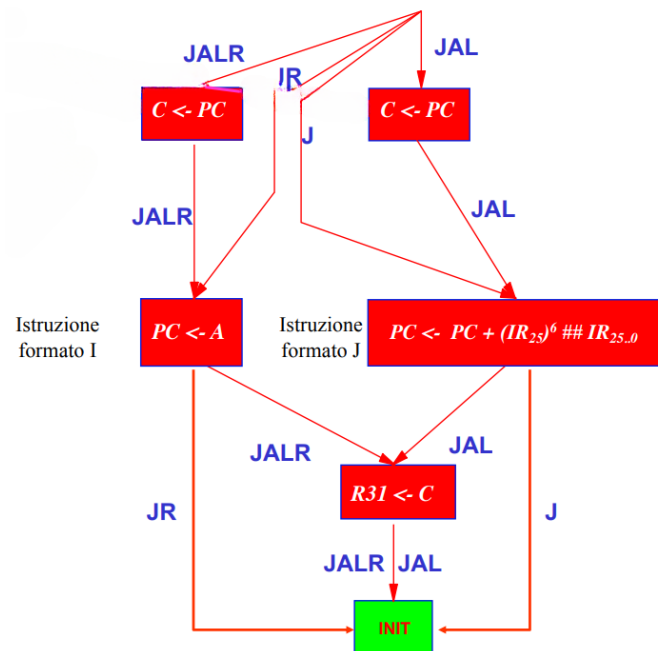 JALR
JR
JAL
C <- PC
C <- PC
J
JALR
JAL
Istruzione
formato I
PC <- A
Istruzione
formato J
PC <- PC + (IR₂₅)⁶ ## IR₂₅..₀
JALR
JAL
R31 <- C
JR
J
JALR
JAL
INIT